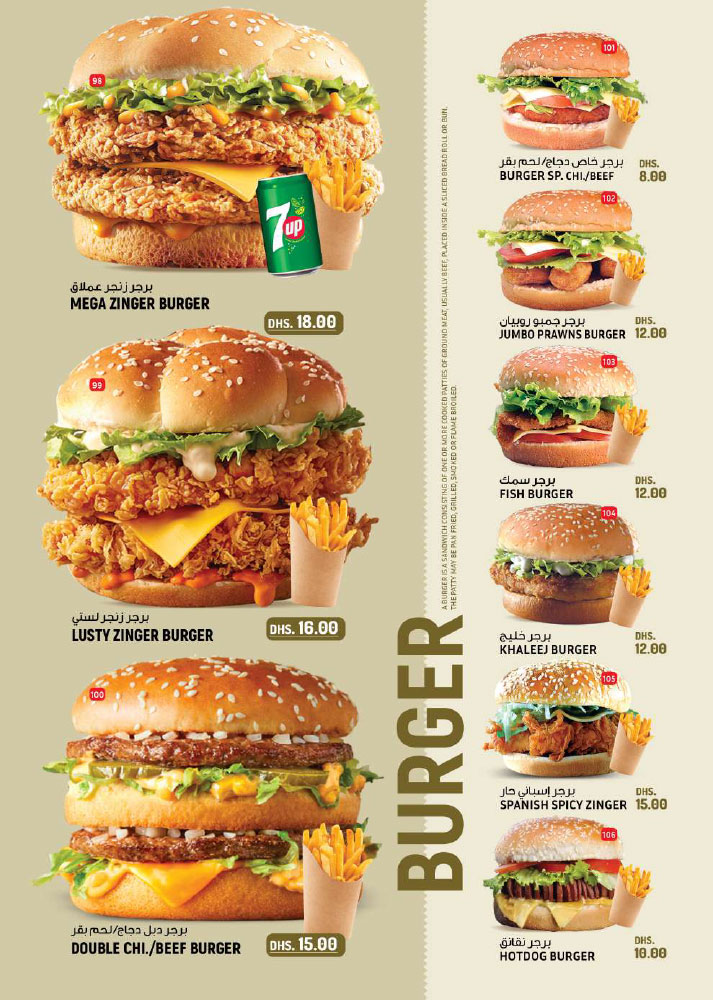 98
7up
برجر زنجر عملاق
MEGA ZINGER BURGER
DHS. 18.00
99
برجر زنجر لستي
LUSTY ZINGER BURGER
DHS. 16.00
100
برجر دبل دجاج/لحم بقر
DOUBLE CHI./BEEF BURGER
DHS. 15.00
A BURGER IS A SANDWICH CONSISTING OF ONE OR MORE COOKED PATTIES OF GROUND MEAT, USUALLY BEEF, PLACED INSIDE A SLICED BREAD ROLL OR BUN.
THE PATTY MAY BE PAN FRIED, GRILLED, SMOKED OR FLAME BROILED.
BURGER
101
برجر خاص دجاج/لحم بقر
BURGER SP. CHI./BEEF
DHS.
8.00
102
برجر جمبو روبيان
JUMBO PRAWNS BURGER
DHS.
12.00
103
برجر سمك
FISH BURGER
DHS.
12.00
104
برجر خليج
KHALEEJ BURGER
DHS.
12.00
105
برجر إسباني حار
SPANISH SPICY ZINGER
DHS.
15.00
106
برجر نقانق
HOTDOG BURGER
DHS.
10.00